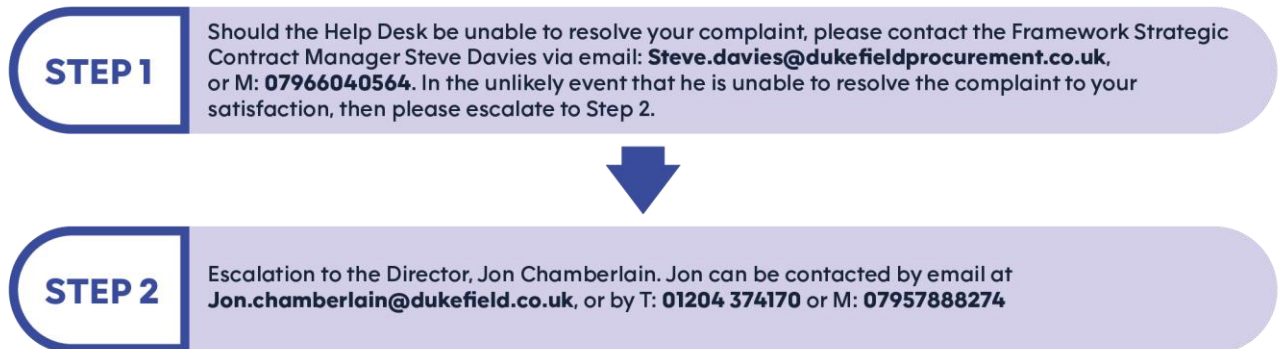 STEP 1
Should the Help Desk be unable to resolve your complaint, please contact the Framework Strategic
Contract Manager Steve Davies via email: Steve.davies@dukefieldprocurement.co.uk,
or M: 07966040564. In the unlikely event that he is unable to resolve the complaint to your
satisfaction, then please escalate to Step 2.
STEP 2
Escalation to the Director, Jon Chamberlain. Jon can be contacted by email at
Jon.chamberlain@dukefield.co.uk, or by T: 01204 374170 or M: 07957888274